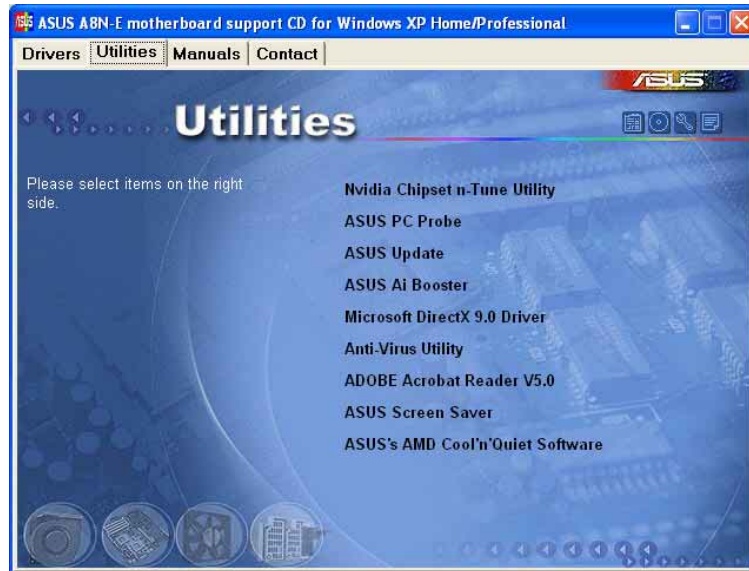 ASUS A8N-E motherboard support CD for Windows XP Home/Professional
Drivers Utilities Manuals Contact
ASUS
Utilities
Please select items on the right
side.
Nvidia Chipset n-Tune Utility
ASUS PC Probe
ASUS Update
ASUS Ai Booster
Microsoft DirectX 9.0 Driver
Anti-Virus Utility
ADOBE Acrobat Reader V5.0
ASUS Screen Saver
ASUS's AMD Cool'n'Quiet Software